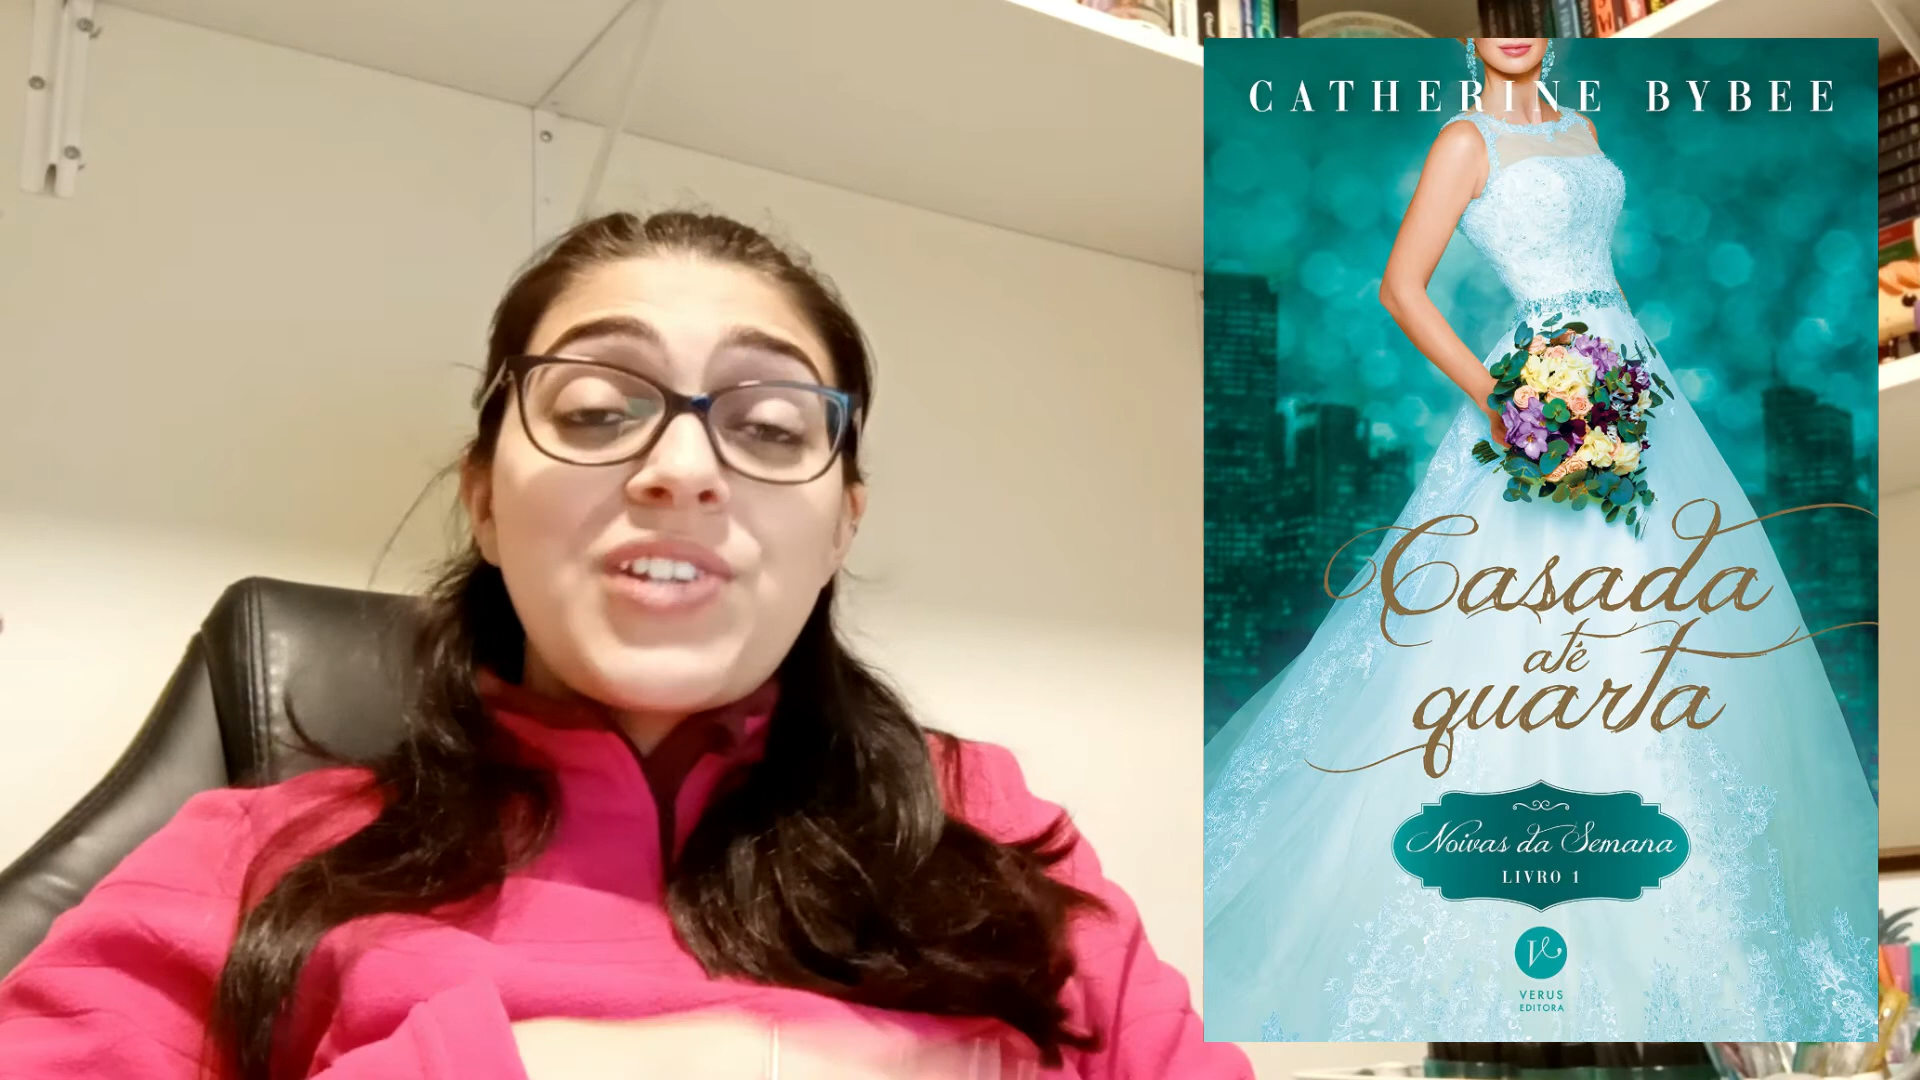 CATHERINE BYBEE
Casada
até
quarta
Noivas da Semana
LIVRO 1
VERUS
EDITORA